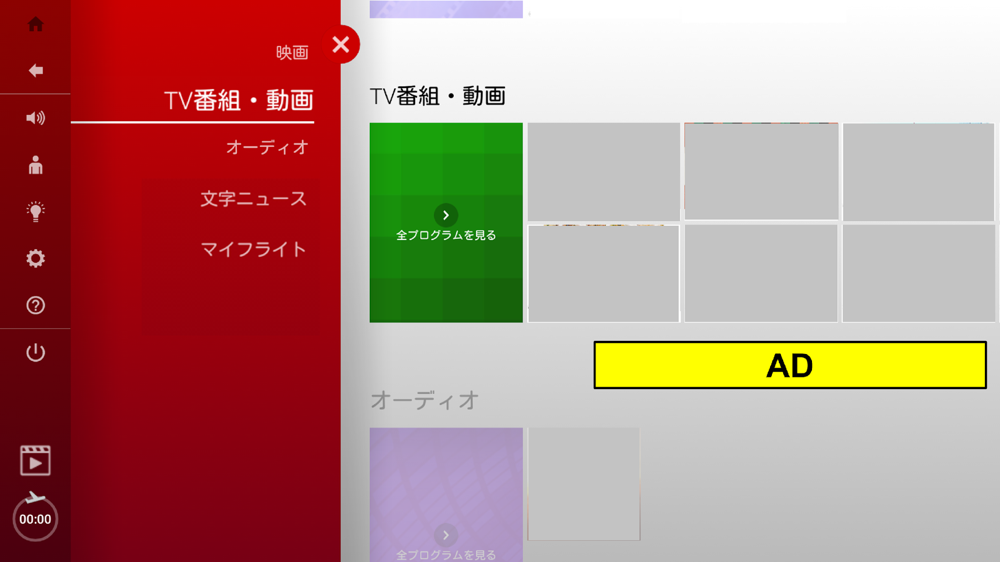 映画
TV番組・動画
オーディオ
文字ニュース
マイフライト
00:00
TV番組・動画
全プログラムを見る
AD
オーディオ
全プログラムを見る